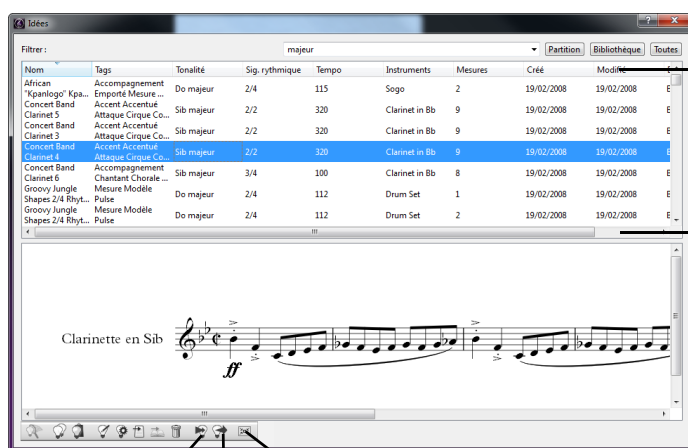 Idées
Filtrer :
majeur
Partition
Bibliothèque
Toutes
Nom Tags Tonalité Sig. rythmique Tempo Instruments Mesures Créé Modifié
African "Kpanlogo" Kpa... Accompagnement Emporté Mesure ... Do majeur 2/4 115 Sogo 2 19/02/2008 19/02/2008 E
Concert Band Clarinet 5 Accent Accentué Attaque Cirque Co... Sib majeur 2/2 320 Clarinet in Bb 9 19/02/2008 19/02/2008 E
Concert Band Clarinet 3 Accent Accentué Attaque Cirque Co... Sib majeur 2/2 320 Clarinet in Bb 9 19/02/2008 19/02/2008 E
Concert Band Clarinet 4 Accent Accentué Attaque Cirque Co... Sib majeur 2/2 320 Clarinet in Bb 9 19/02/2008 19/02/2008 E
Concert Band Clarinet 6 Accompagnement Chantant Chorale ... Sib majeur 3/4 100 Clarinet in Bb 8 19/02/2008 19/02/2008 E
Groovy Jungle Shapes 2/4 Rhyt... Mesure Modèle Pulse Do majeur 2/4 112 Drum Set 1 19/02/2008 19/02/2008 E
Groovy Jungle Shapes 2/4 Rhyt... Mesure Modèle Pulse Do majeur 2/4 112 Drum Set 2 19/02/2008 19/02/2008 E
Clarinette en Sib
ff